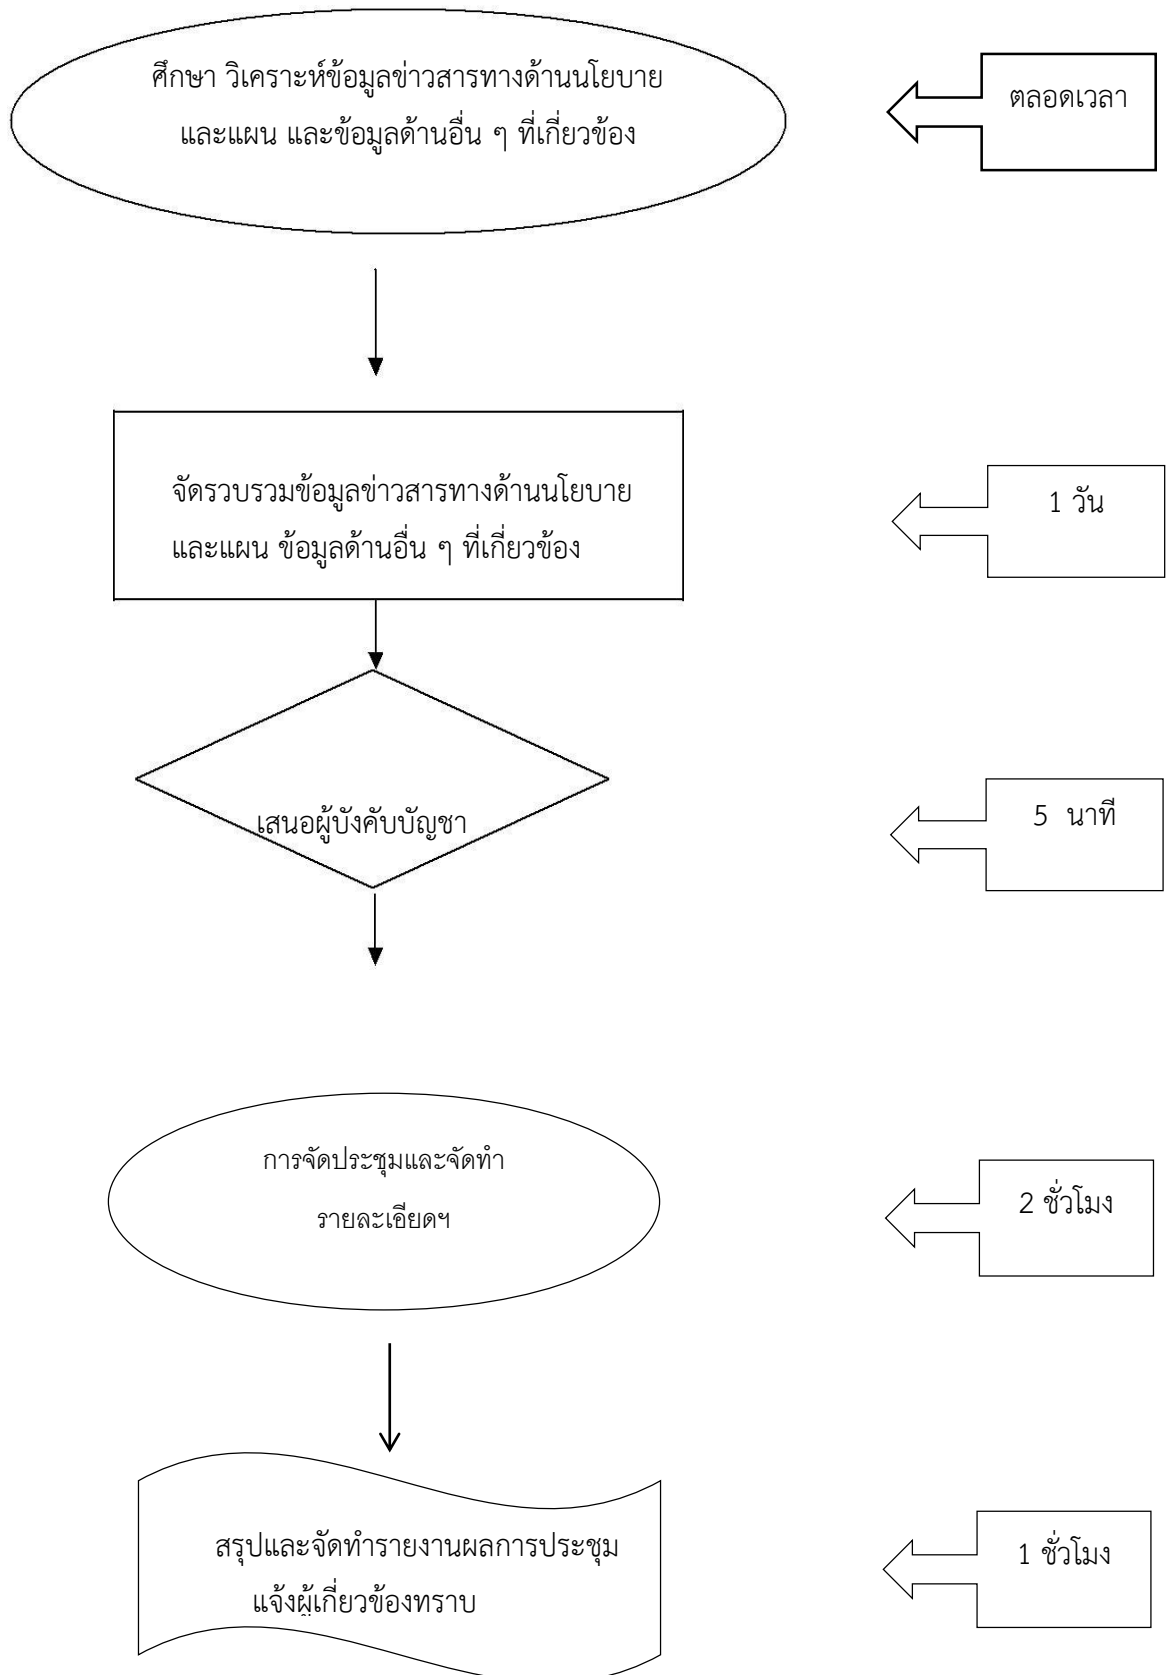 ศึกษา วิเคราะห์ข้อมูลข่าวสารทางด้านนโยบาย
และแผน และข้อมูลด้านอื่น ๆ ที่เกี่ยวข้อง
ตลอดเวลา
จัดรวบรวมข้อมูลข่าวสารทางด้านนโยบาย
และแผน ข้อมูลด้านอื่น ๆ ที่เกี่ยวข้อง
1 วัน
เสนอผู้บังคับบัญชา
5 นาที
การจัดประชุมและจัดทำ
รายละเอียดฯ
2 ชั่วโมง
สรุปและจัดทำรายงานผลการประชุม
แจ้งผู้เกี่ยวข้องทราบ
1 ชั่วโมง